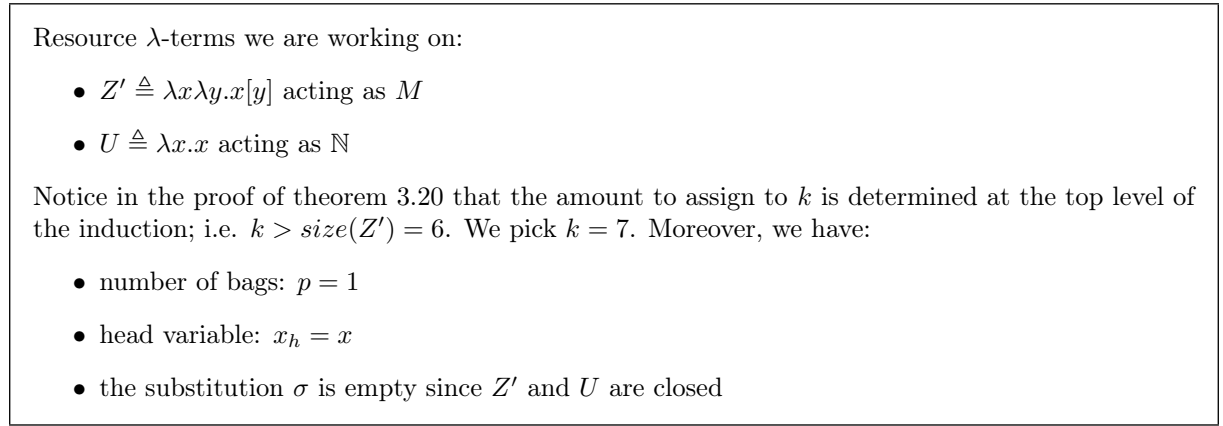 Resource λ-terms we are working on:
• Z′ ≜ λxλy.x[y] acting as M
• U ≜ λx.x acting as ℕ
Notice in the proof of theorem 3.20 that the amount to assign to k is determined at the top level of
the induction; i.e. k > size(Z′) = 6. We pick k = 7. Moreover, we have:
• number of bags: p = 1
• head variable: x_h = x
• the substitution σ is empty since Z′ and U are closed